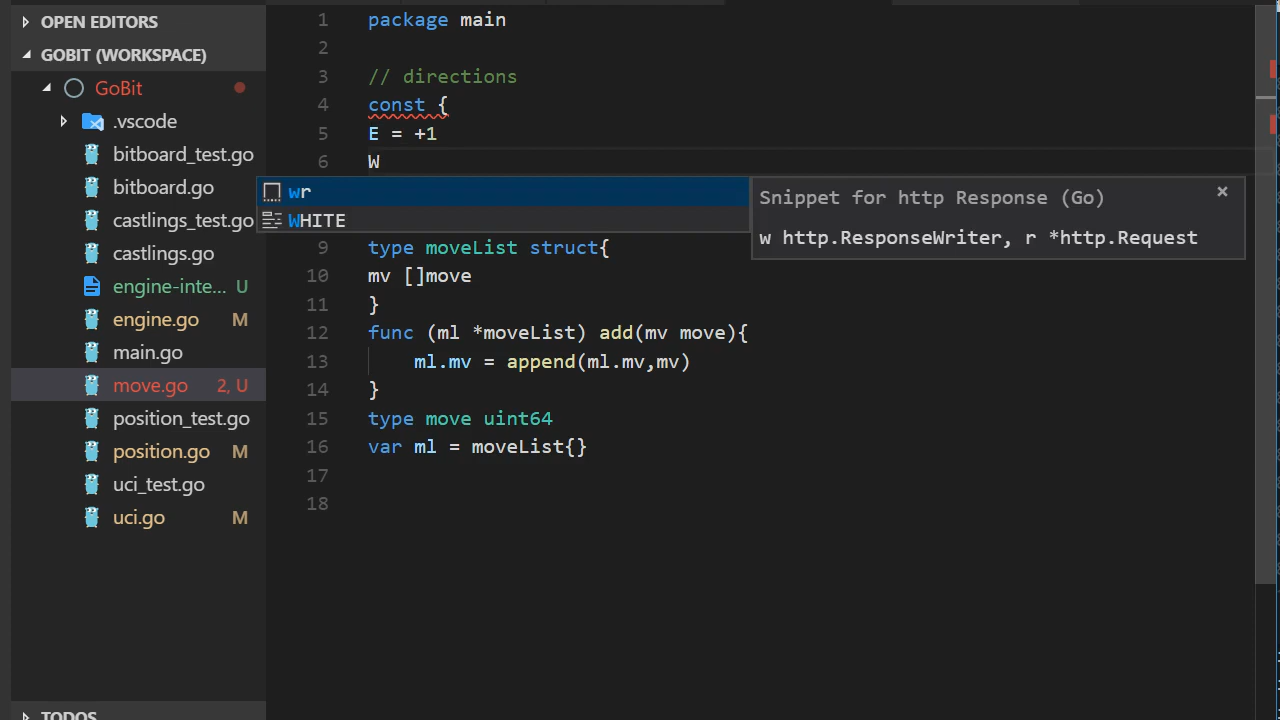 OPEN EDITORS
GOBIT (WORKSPACE)
GoBit
.vscode
bitboard_test.go
bitboard.go
castlings_test.go
castlings.go
engine-inte... U
engine.go M
main.go
move.go 2, U
position_test.go
position.go M
uci_test.go
uci.go M
TODOS
1 package main
2
3 // directions
4 const {
5 E = +1
6 W
wr
WHITE
Snippet for http Response (Go) ×
w http.ResponseWriter, r *http.Request
9 type moveList struct{
10 mv []move
11 }
12 func (ml *moveList) add(mv move){
13 ml.mv = append(ml.mv,mv)
14 }
15 type move uint64
16 var ml = moveList{}
17
18